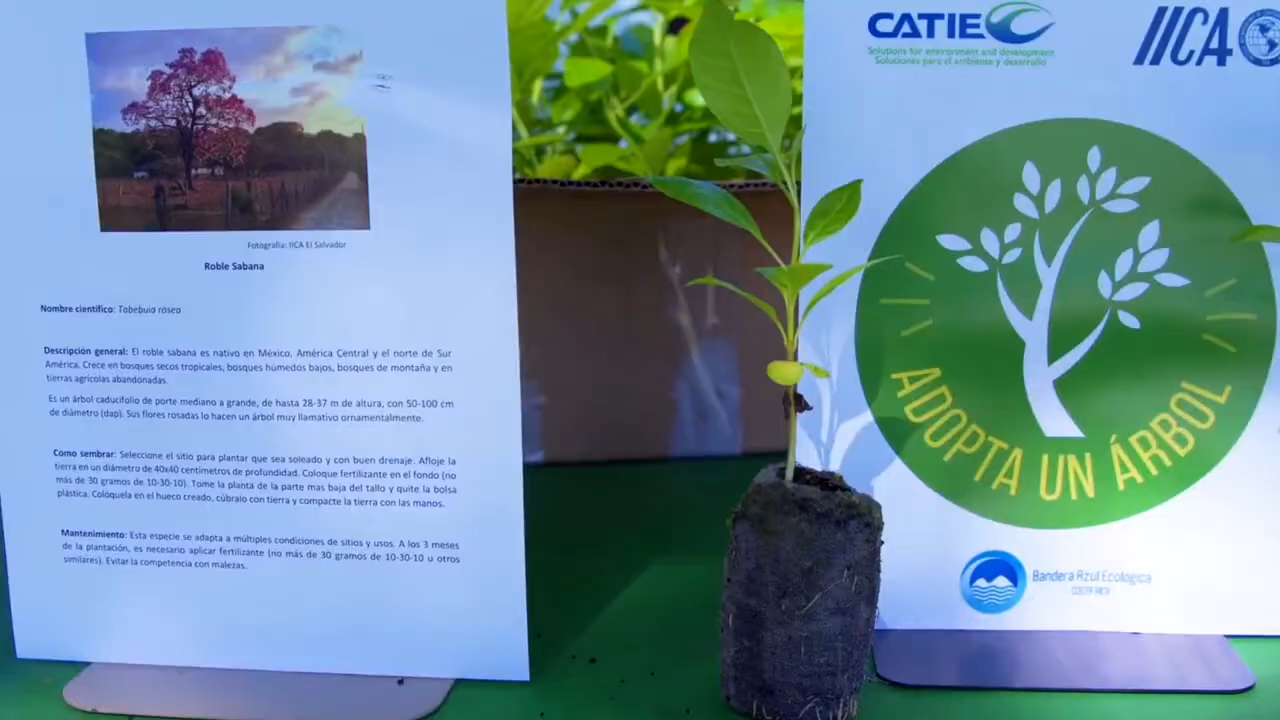 Fotografía: IICA El Salvador
Roble Sabana
Nombre científico: Tabebuia rosea
Descripción general: El roble sabana es nativo en México, América Central y el norte de Sur
América. Crece en bosques secos tropicales, bosques húmedos bajos, bosques de montaña y en
tierras agrícolas abandonadas.
Es un árbol caducifolio de porte mediano a grande, de hasta 28-37 m de altura, con 50-100 cm
de diámetro (dap). Sus flores rosadas lo hacen un árbol muy llamativo ornamentalmente.
Como sembrar: Seleccione el sitio para plantar que sea soleado y con buen drenaje. Afloje la
tierra en un diámetro de 40x40 centímetros de profundidad. Coloque fertilizante en el fondo (no
más de 30 gramos de 10-30-10). Tome la planta de la parte mas baja del tallo y quite la bolsa
plástica. Colóquela en el hueco creado, cúbralo con tierra y compacte la tierra con las manos.
Mantenimiento: Esta especie se adapta a múltiples condiciones de sitios y usos. A los 3 meses
de la plantación, es necesario aplicar fertilizante (no más de 30 gramos de 10-30-10 u otros
similares). Evitar la competencia con malezas.
CATIE
Solutions for environment and development
Soluciones para el ambiente y desarrollo
IICA
ADOPTA UN ÁRBOL
Bandera Azul Ecológica
COSTA RICA